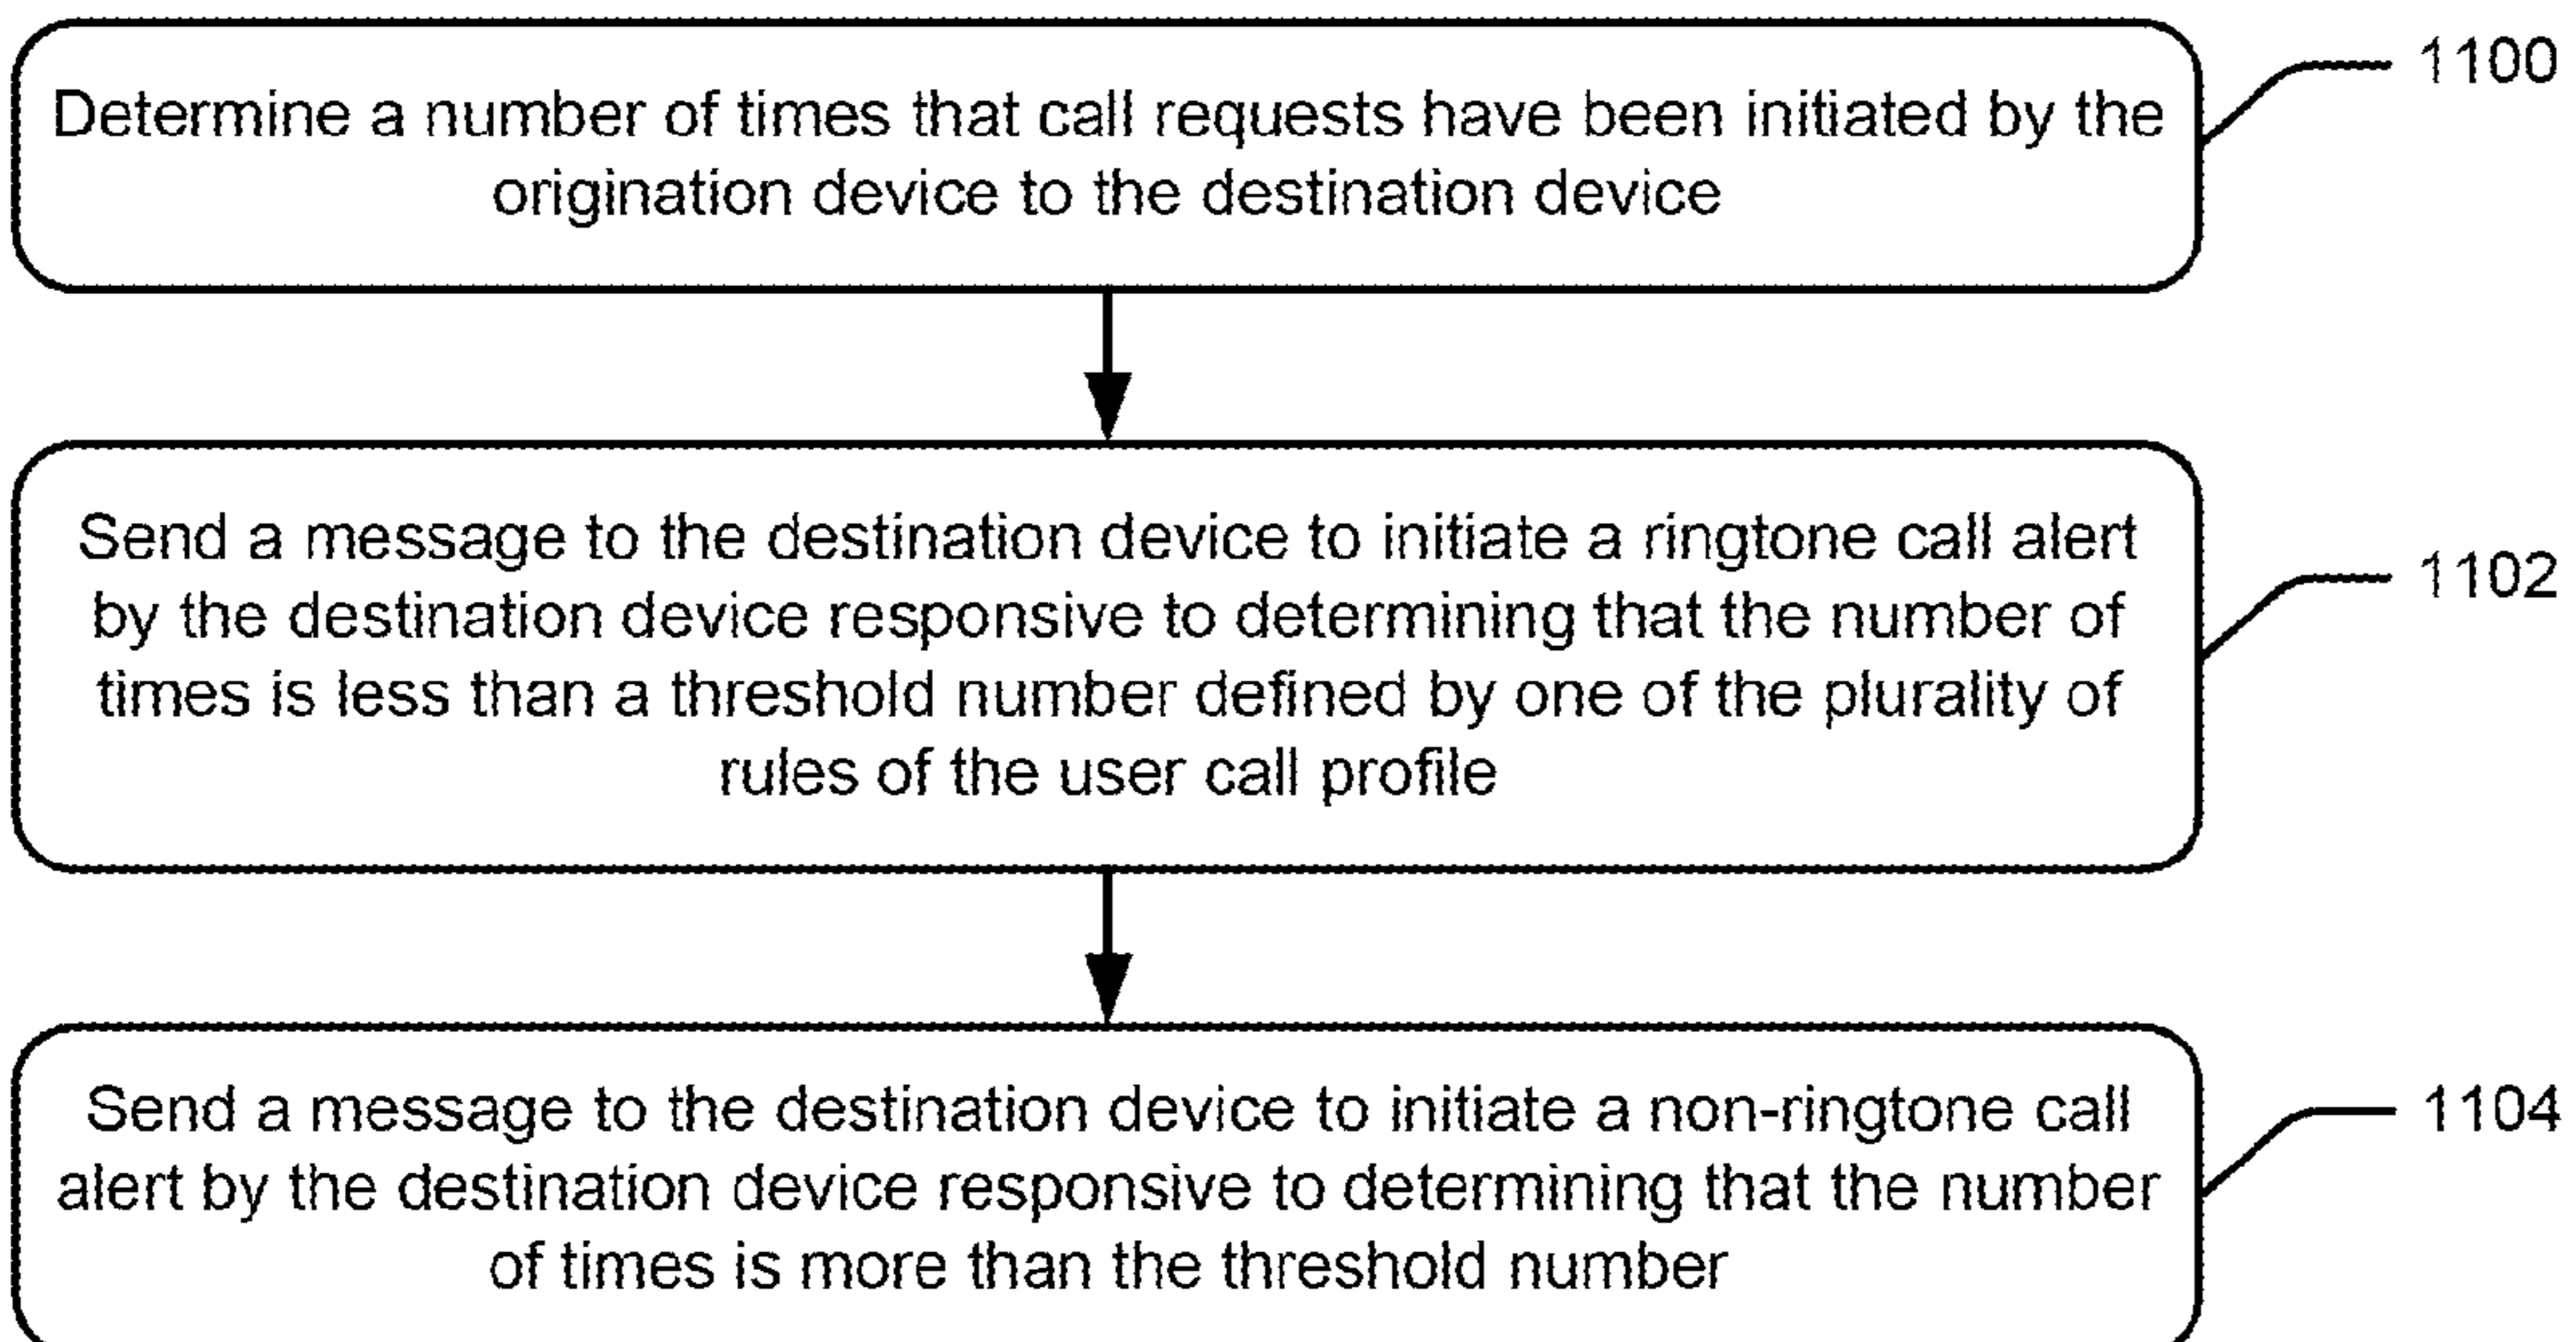 Determine a number of times that call requests have been initiated by the
origination device to the destination device
1100
Send a message to the destination device to initiate a ringtone call alert
by the destination device responsive to determining that the number of
times is less than a threshold number defined by one of the plurality of
rules of the user call profile
1102
Send a message to the destination device to initiate a non-ringtone call
alert by the destination device responsive to determining that the number
of times is more than the threshold number
1104